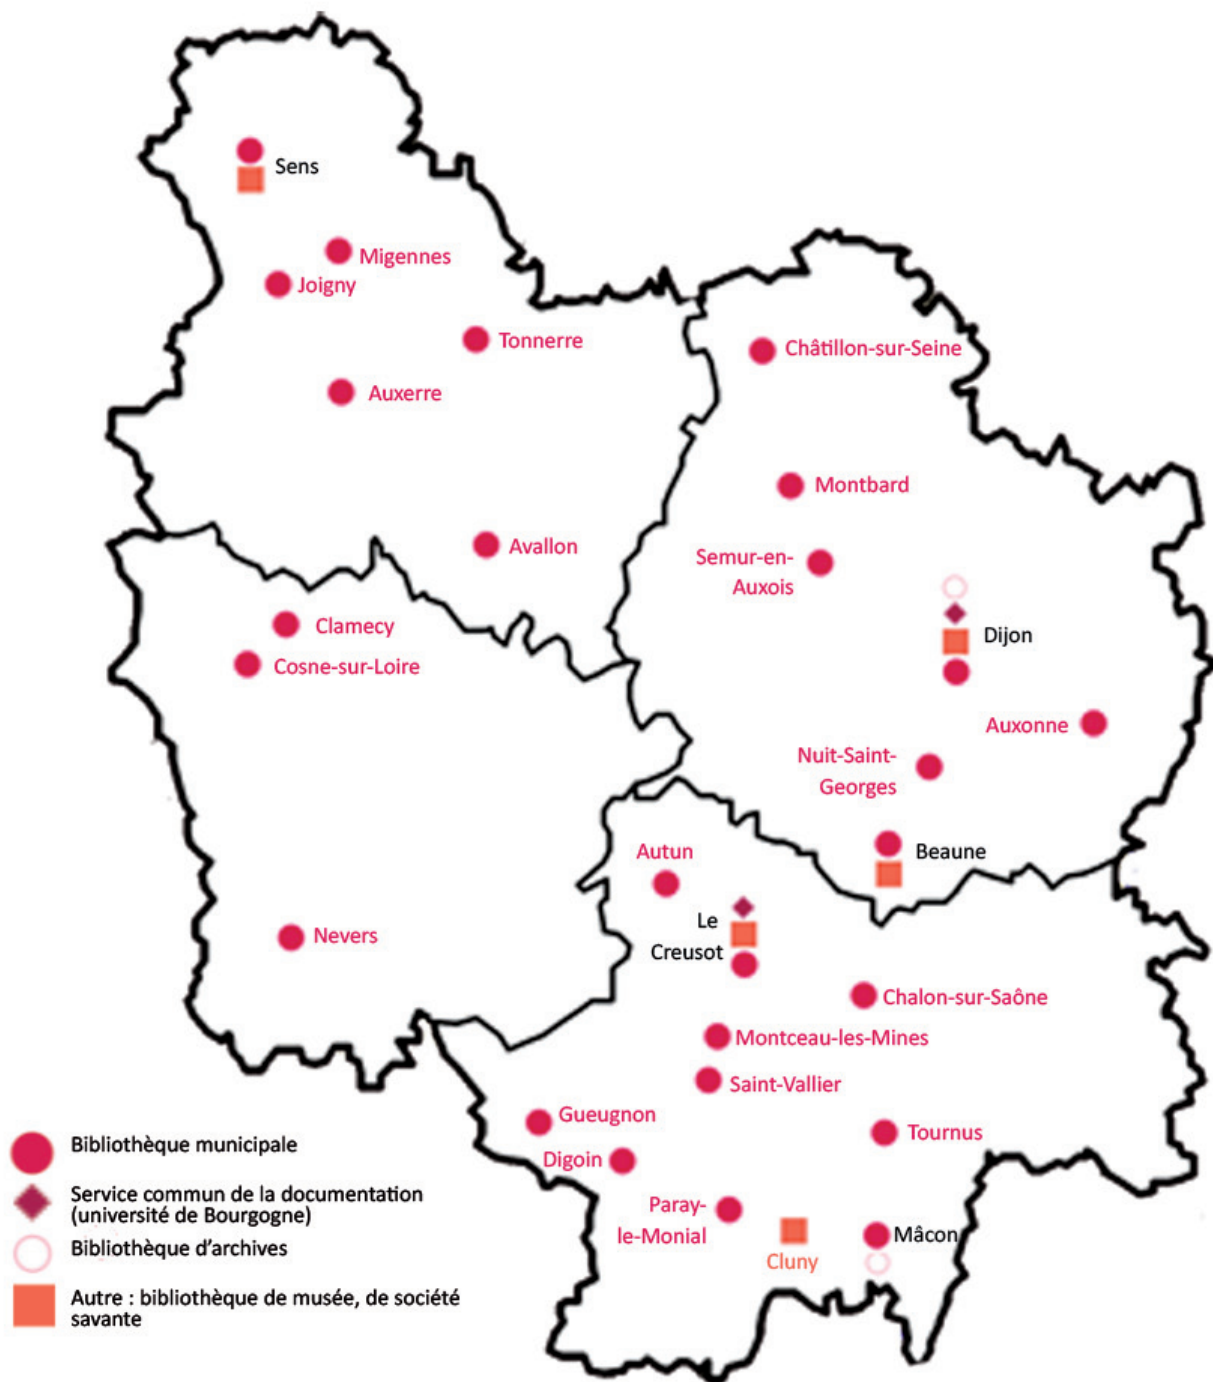 Sens
Migennes
Joigny
Tonnerre
Châtillon-sur-Seine
Auxerre
Montbard
Avallon
Semur-en-
Auxois
Clamecy
Dijon
Cosne-sur-Loire
Auxonne
Nuit-Saint-
Georges
Autun
Beaune
Le
Creusot
Nevers
Chalon-sur-Saône
Montceau-les-Mines
Saint-Vallier
Gueugnon
Tournus
Digoin
Paray-
le-Monial
Mâcon
Cluny
Bibliothèque municipale
Service commun de la documentation
(université de Bourgogne)
Bibliothèque d'archives
Autre : bibliothèque de musée, de société
savante